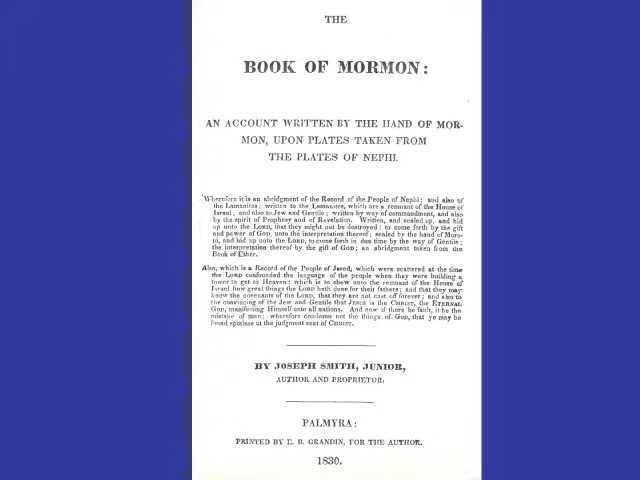 THE
BOOK OF MORMON:
AN ACCOUNT WRITTEN BY THE HAND OF MOR-
MON, UPON PLATES TAKEN FROM
THE PLATES OF NEPHI.
Wherefore it is an abridgment of the Record of the People of Nephi; and also of
the Lamanites; written to the Lamanites, which are a remnant of the House of
Israel; and also to Jew and Gentile; written by way of commandment, and also
by the spirit of Prophesy and of Revelation. Written, and sealed up, and hid
up unto the LORD, that they might not be destroyed; to come forth by the gift
and power of GOD, unto the interpretation thereof; sealed by the hand of Moro-
ni, and hid up unto the LORD, to come forth in due time by the way of Gentile;
the interpretation thereof by the gift of GOD; an abridgment taken from the
Book of Ether.
Also, which is a Record of the People of Jared, which were scattered at the time
the LORD confounded the language of the people when they were building a
tower to get to Heaven: which is to shew unto the remnant of the House of
Israel how great things the LORD hath done for their fathers; and that they may
know the covenants of the LORD, that they are not cast off forever; and also to
the convincing of the Jew and Gentile that JESUS is the CHRIST, the ETERNAL
GOD, manifesting Himself unto all nations. And now if there be fault, it be the
mistake of men; wherefore condemn not the things of GOD, that ye may be
found spotless at the judgment seat of CHRIST.
BY JOSEPH SMITH, JUNIOR,
AUTHOR AND PROPRIETOR.
PALMYRA:
PRINTED BY E. B. GRANDIN, FOR THE AUTHOR.
1830.